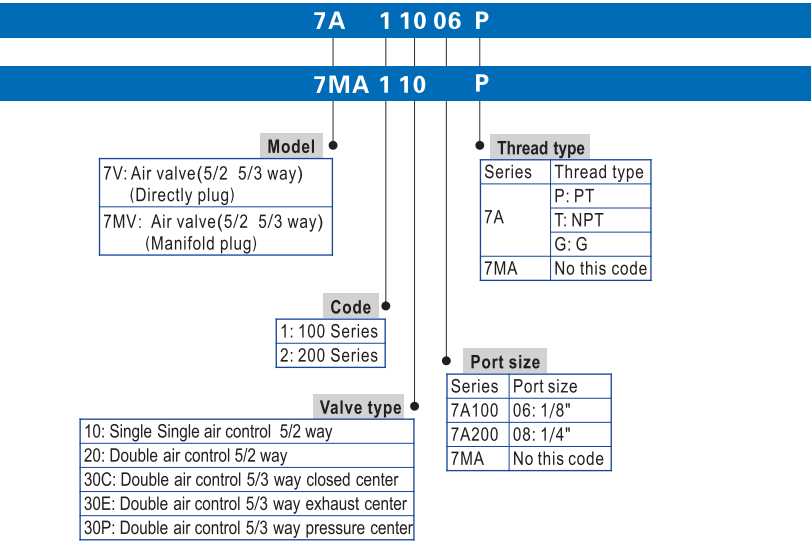 7A 1 10 06 P
7MA 1 10 P
Model
7V: Air valve(5/2 5/3 way)
(Directly plug)
7MV: Air valve(5/2 5/3 way)
(Manifold plug)
Thread type
Series Thread type
7A
P: PT
T: NPT
G: G
7MA No this code
Code
1: 100 Series
2: 200 Series
Port size
Series Port size
7A100 06: 1/8"
7A200 08: 1/4"
7MA No this code
Valve type
10: Single Single air control 5/2 way
20: Double air control 5/2 way
30C: Double air control 5/3 way closed center
30E: Double air control 5/3 way exhaust center
30P: Double air control 5/3 way pressure center